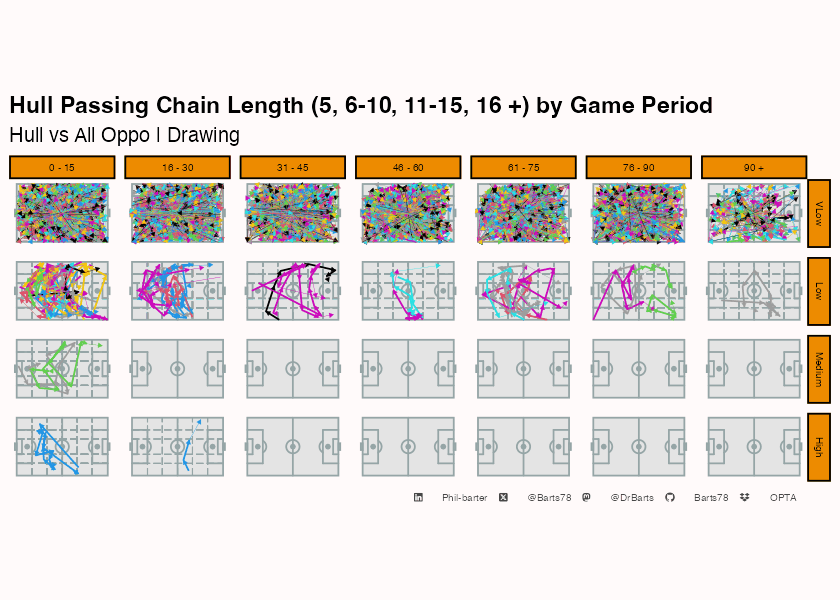 Hull Passing Chain Length (5, 6-10, 11-15, 16 +) by Game Period
Hull vs All Oppo I Drawing
0 - 15 16 - 30 31 - 45 46 - 60 61 - 75 76 - 90 90 +
V.Low
Low
Medium
High
Phil-barter @Barts78 @DrBarts Barts78 OPTA